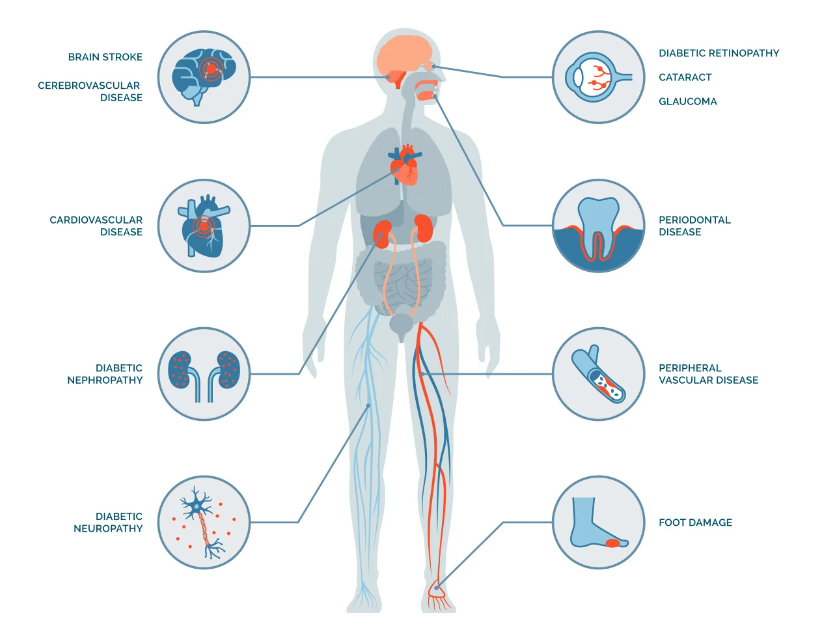 BRAIN STROKE
CEREBROVASCULAR
DISEASE
DIABETIC RETINOPATHY
CATARACT
GLAUCOMA
CARDIOVASCULAR
DISEASE
PERIODONTAL
DISEASE
DIABETIC
NEPHROPATHY
PERIPHERAL
VASCULAR DISEASE
DIABETIC
NEUROPATHY
FOOT DAMAGE